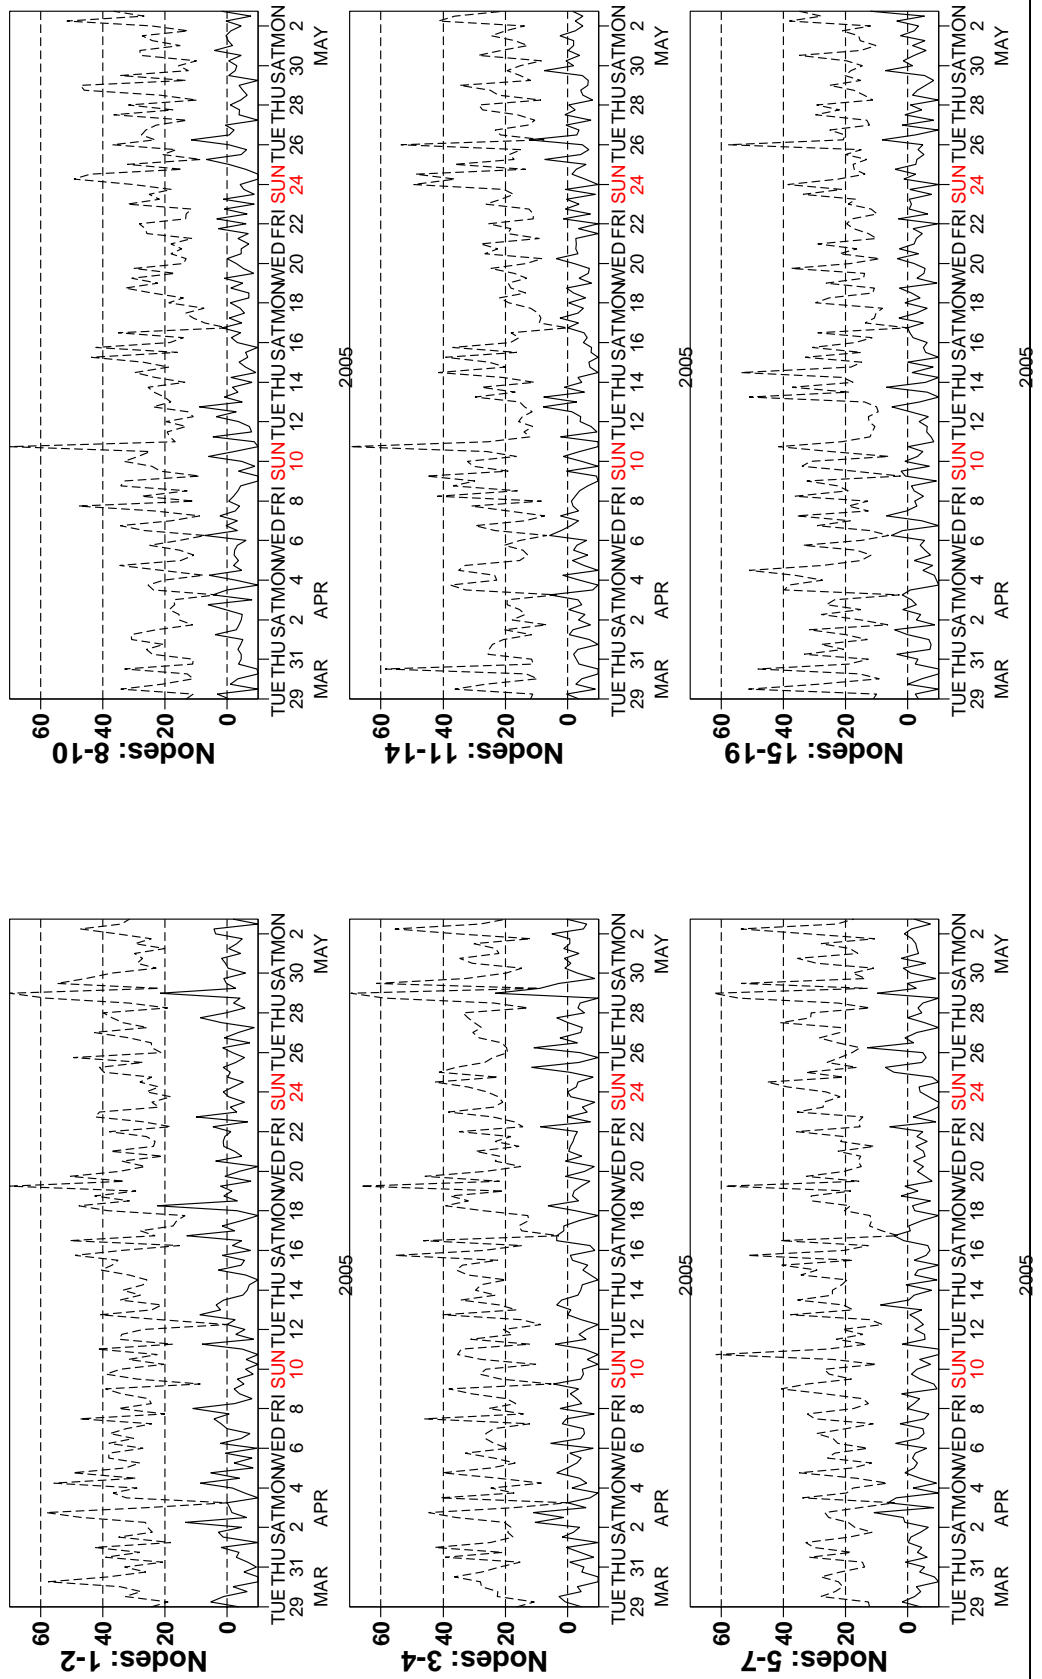 Nodes: 1-2
60
40
20
0
TUE THU SAT MON WED FRI SUN TUE THU SAT MON WED FRI SUN TUE THU SAT MON
29 31 2 4 6 8 10 12 14 16 18 20 22 24 26 28 30 2
MAR APR MAY
2005
Nodes: 3-4
60
40
20
0
TUE THU SAT MON WED FRI SUN TUE THU SAT MON WED FRI SUN TUE THU SAT MON
29 31 2 4 6 8 10 12 14 16 18 20 22 24 26 28 30 2
MAR APR MAY
2005
Nodes: 5-7
60
40
20
0
TUE THU SAT MON WED FRI SUN TUE THU SAT MON WED FRI SUN TUE THU SAT MON
29 31 2 4 6 8 10 12 14 16 18 20 22 24 26 28 30 2
MAR APR MAY
2005
Nodes: 8-10
60
40
20
0
TUE THU SAT MON WED FRI SUN TUE THU SAT MON WED FRI SUN TUE THU SAT MON
29 31 2 4 6 8 10 12 14 16 18 20 22 24 26 28 30 2
MAR APR MAY
2005
Nodes: 11-14
60
40
20
0
TUE THU SAT MON WED FRI SUN TUE THU SAT MON WED FRI SUN TUE THU SAT MON
29 31 2 4 6 8 10 12 14 16 18 20 22 24 26 28 30 2
MAR APR MAY
2005
Nodes: 15-19
60
40
20
0
TUE THU SAT MON WED FRI SUN TUE THU SAT MON WED FRI SUN TUE THU SAT MON
29 31 2 4 6 8 10 12 14 16 18 20 22 24 26 28 30 2
MAR APR MAY
2005